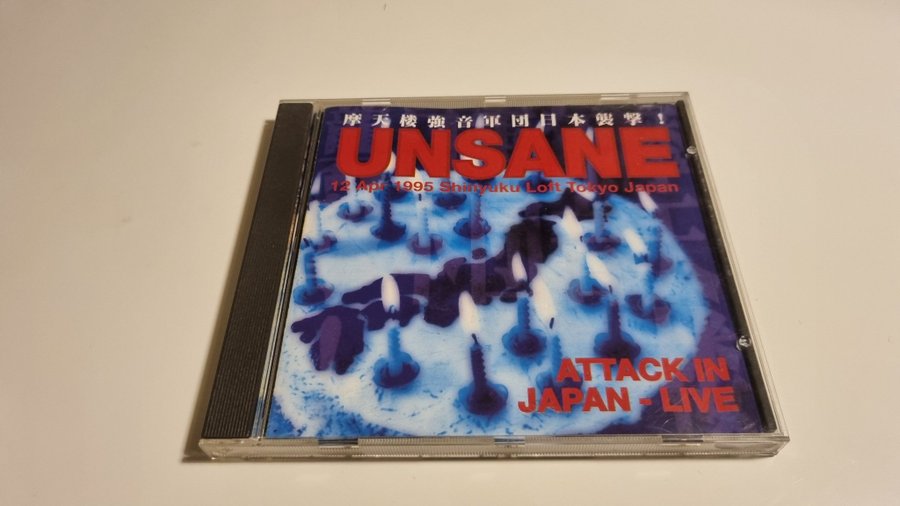 摩天楼強音軍団日本襲撃!
UNSANE
12 Apr 1995 Shinyuku Loft Tokyo Japan
ATTACK IN
JAPAN - LIVE